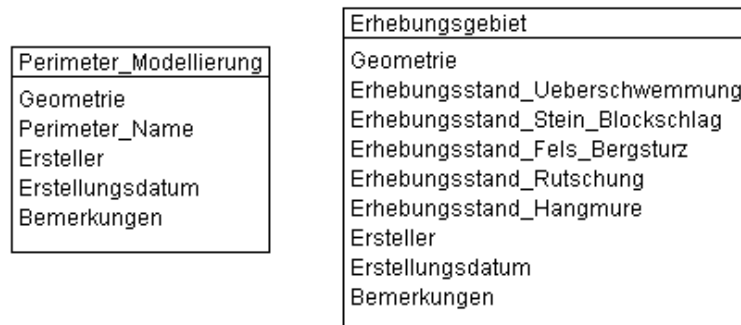 Perimeter_Modellierung
Geometrie
Perimeter_Name
Ersteller
Erstellungsdatum
Bemerkungen
Erhebungsgebiet
Geometrie
Erhebungsstand_Ueberschwemmung
Erhebungsstand_Stein_Blockschlag
Erhebungsstand_Fels_Bergsturz
Erhebungsstand_Rutschung
Erhebungsstand_Hangmure
Ersteller
Erstellungsdatum
Bemerkungen